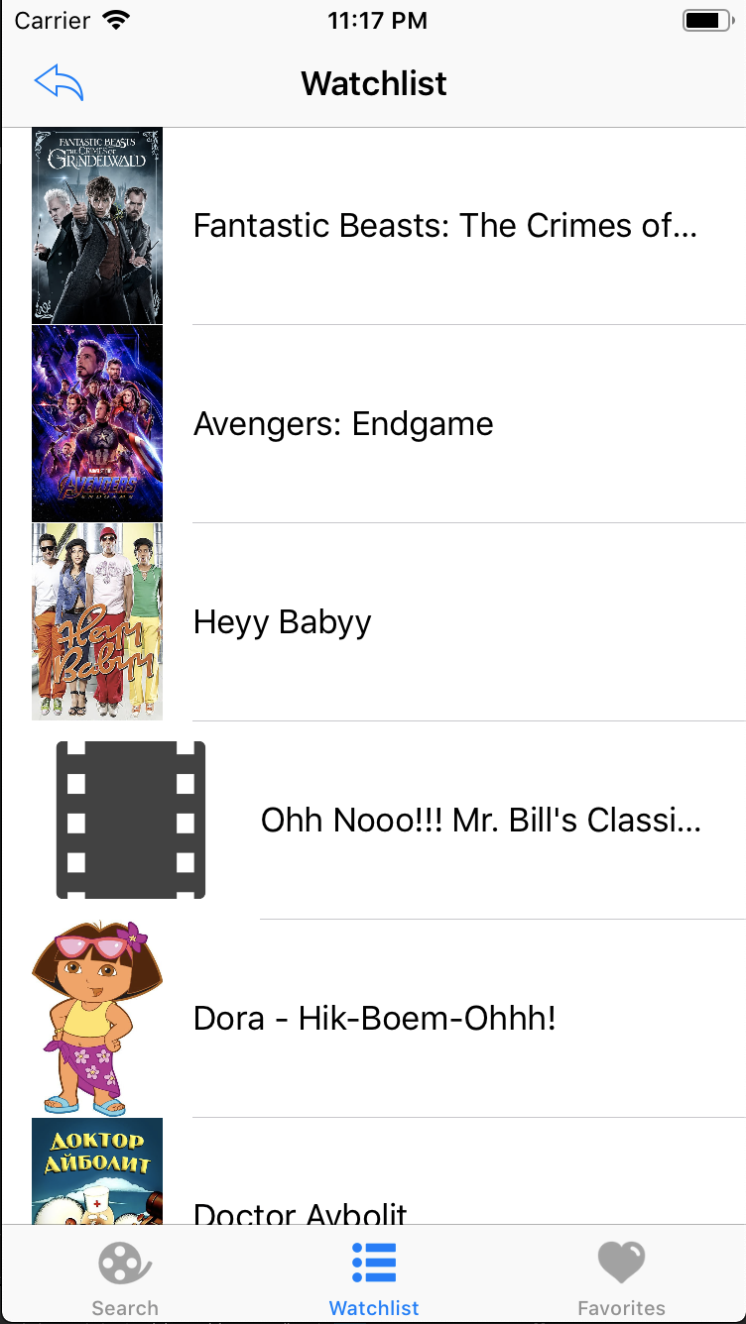 Carrier 11:17 PM
Watchlist
FANTASTIC BEASTS
THE CRIMES OF
GRINDELWALD
Fantastic Beasts: The Crimes of...
AVENGERS
ENDGAME
Avengers: Endgame
Heyy
Babyy
Heyy Babyy
Ohh Nooo!!! Mr. Bill's Classi...
Dora - Hik-Boem-Ohhh!
ДОКТОР
АЙБОЛИТ
Doctor Aybolit
Search Watchlist Favorites